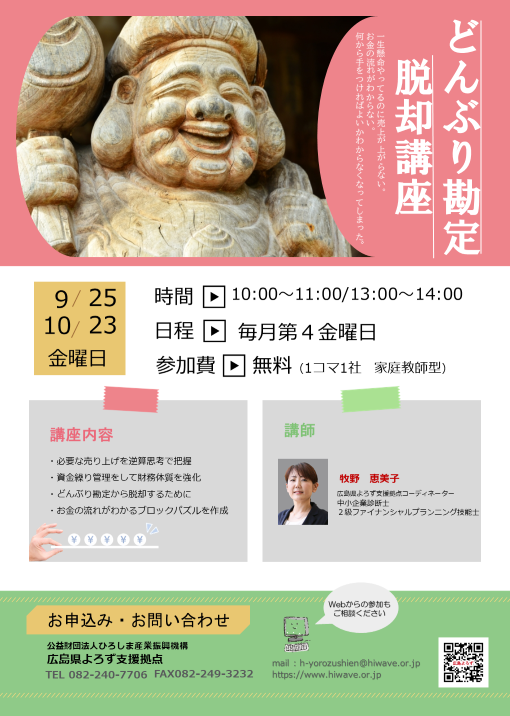 どんぶり勘定
脱却講座
一生懸命やってるのに売上が上がらない。
お金の流れがわからない。
何から手をつければよいかわからなくなってしまった。
9/25
10/23
金曜日
時間 ▶ 10:00~11:00/13:00~14:00
日程 ▶ 毎月第４金曜日
参加費 ▶ 無料（1コマ1社　家庭教師型）
講座内容
・必要な売り上げを逆算思考で把握
・資金繰り管理をして財務体質を強化
・どんぶり勘定から脱却するために
・お金の流れがわかるブロックパズルを作成
¥ ¥ ¥ ¥ ¥
講師
牧野　恵美子
広島県よろず支援拠点コーディネーター
中小企業診断士
２級ファイナンシャルプランニング技能士
お申込み・お問い合わせ
公益財団法人ひろしま産業振興機構
広島県よろず支援拠点
TEL 082-240-7706 FAX082-249-3232
Webからの参加も
ご相談ください
mail : h-yorozushien@hiwave.or.jp
https://www.hiwave.or.jp
広島よろず